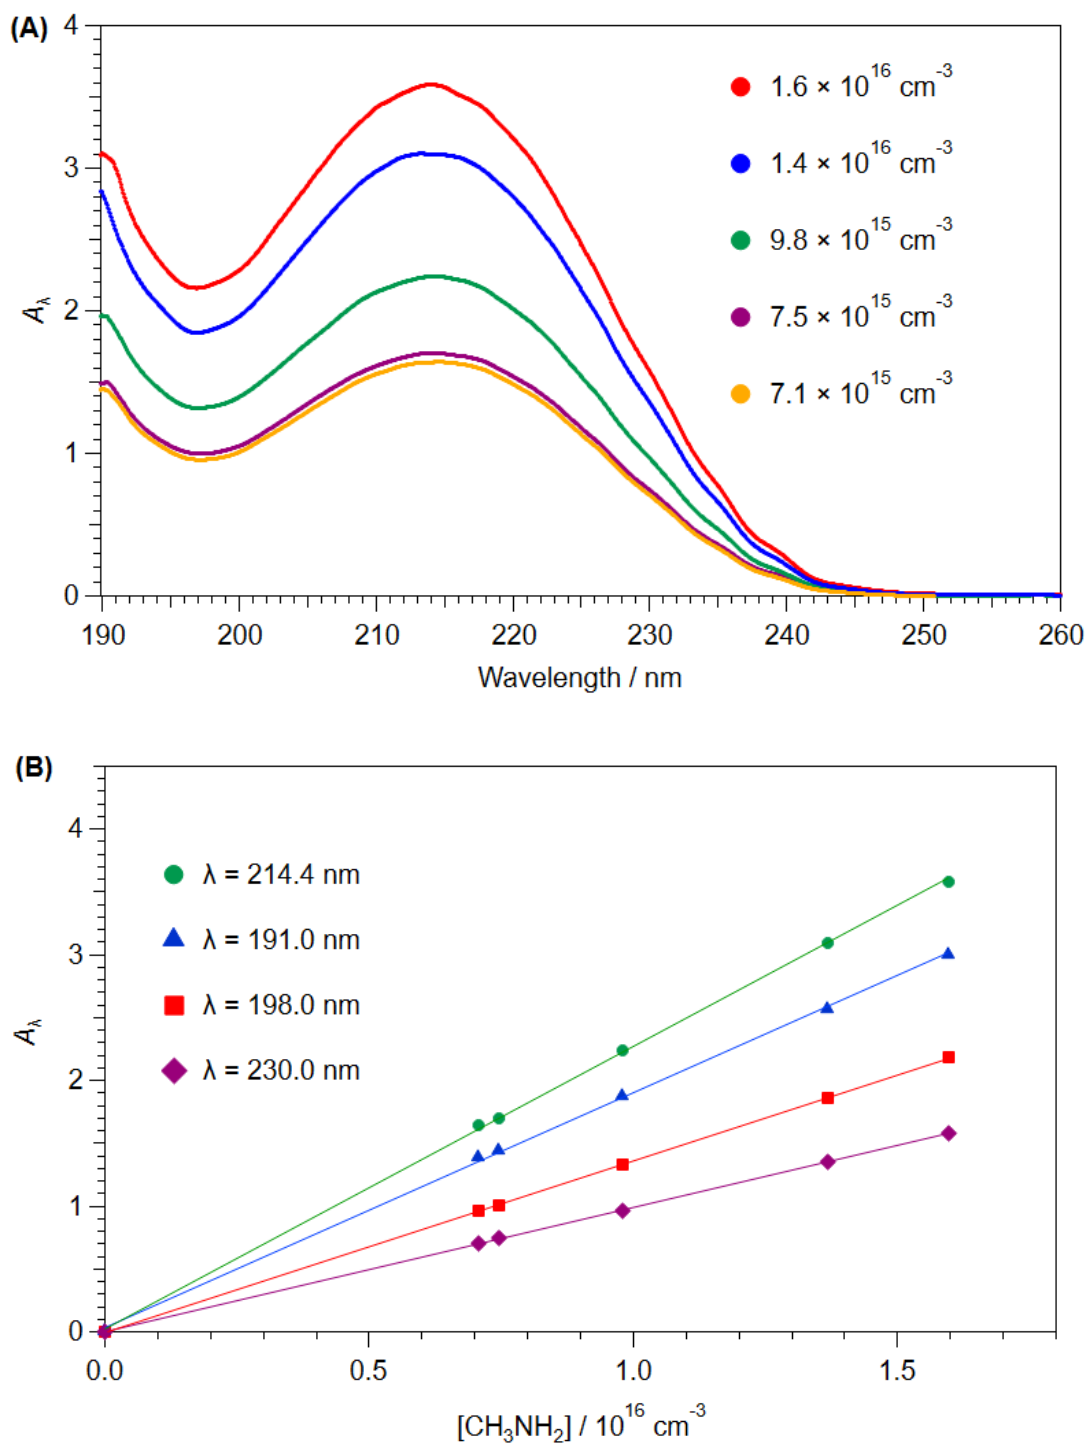 (A)
4
3
2
1
0
A_λ
1.6 × 10^16 cm^-3
1.4 × 10^16 cm^-3
9.8 × 10^15 cm^-3
7.5 × 10^15 cm^-3
7.1 × 10^15 cm^-3
190 200 210 220 230 240 250 260
Wavelength / nm
(B)
4
3
2
1
0
A_λ
λ = 214.4 nm
λ = 191.0 nm
λ = 198.0 nm
λ = 230.0 nm
0.0 0.5 1.0 1.5
[CH₃NH₂] / 10^16 cm^-3